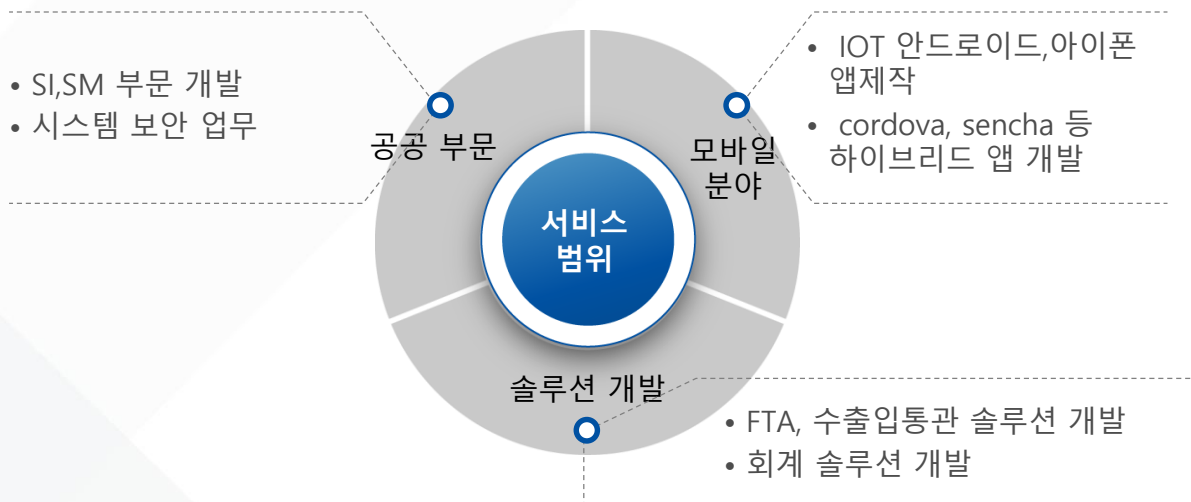 • SI,SM 부문 개발
• 시스템 보안 업무
공공 부문
• IOT 안드로이드,아이폰
앱제작
• cordova, sencha 등
하이브리드 앱 개발
모바일
분야
서비스
범위
솔루션 개발
• FTA, 수출입통관 솔루션 개발
• 회계 솔루션 개발